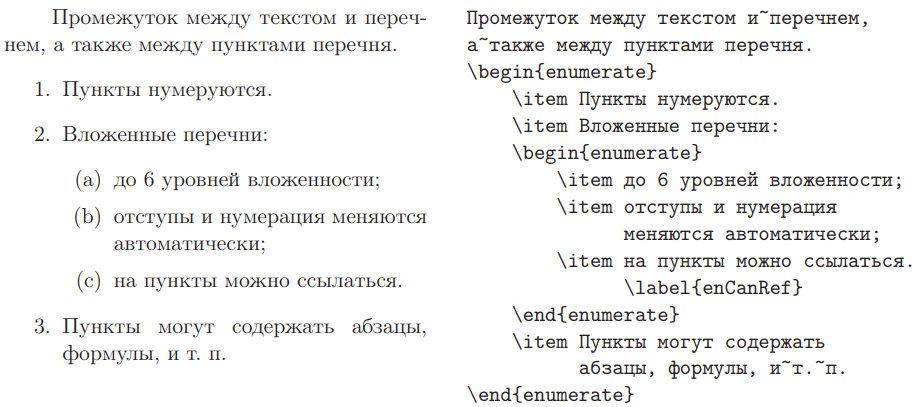 Промежуток между текстом и переч-
нем, а также между пунктами перечня.
1. Пункты нумеруются.
2. Вложенные перечни:
(a) до 6 уровней вложенности;
(b) отступы и нумерация меняются
автоматически;
(c) на пункты можно ссылаться.
3. Пункты могут содержать абзацы,
формулы, и т. п.
Промежуток между текстом и~перечнем,
а~также между пунктами перечня.
\begin{enumerate}
\item Пункты нумеруются.
\item Вложенные перечни:
\begin{enumerate}
\item до 6 уровней вложенности;
\item отступы и нумерация
меняются автоматически;
\item на пункты можно ссылаться.
\label{enCanRef}
\end{enumerate}
\item Пункты могут содержать
абзацы, формулы, и~т.~п.
\end{enumerate}